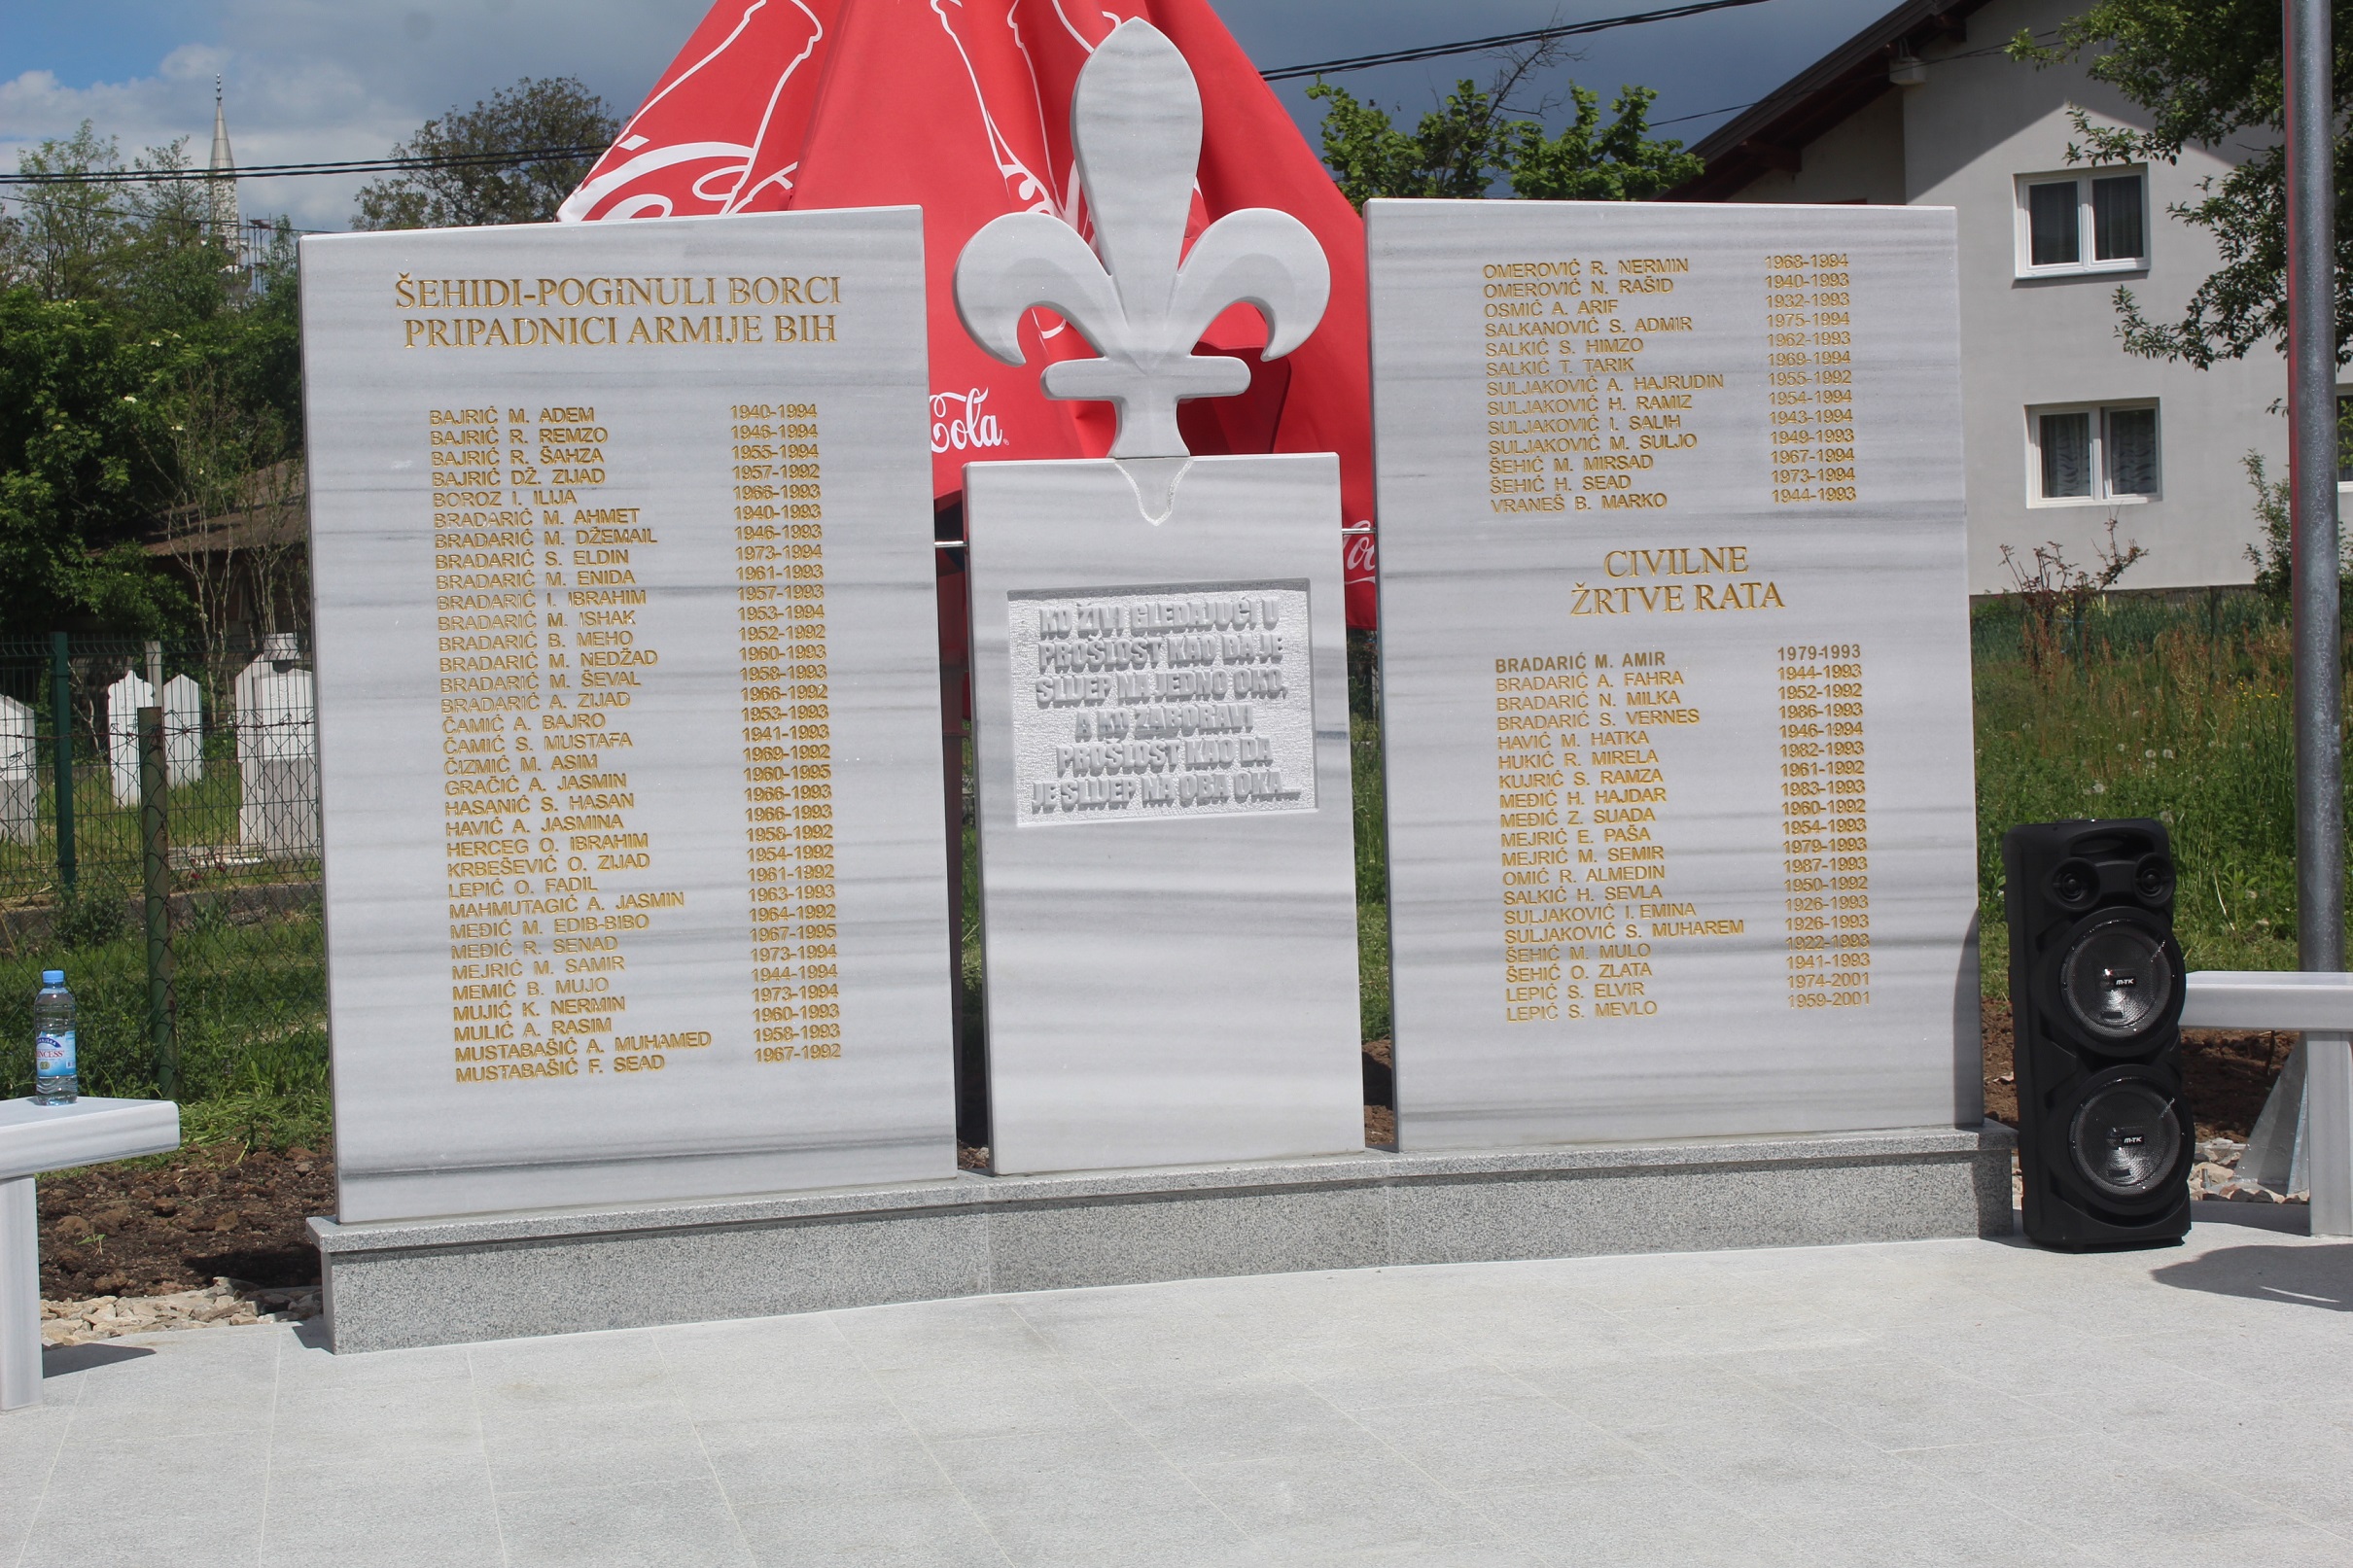 ŠEHIDI-POGINULI BORCI
PRIPADNICI ARMIJE BIH
BAJRIĆ M. ADEM 1940-1994
BAJRIĆ R. REMZO 1946-1994
BAJRIĆ R. ŠAHZA 1955-1994
BAJRIĆ DŽ. ZIJAD 1957-1992
BOROZ I. ILIJA 1966-1993
BRADARIĆ M. AHMET 1940-1993
BRADARIĆ M. DŽEMAIL 1946-1993
BRADARIĆ S. ELDIN 1973-1994
BRADARIĆ M. ENIDA 1961-1993
BRADARIĆ I. IBRAHIM 1957-1993
BRADARIĆ M. ISHAK 1953-1994
BRADARIĆ B. MEHO 1952-1992
BRADARIĆ M. NEDŽAD 1960-1993
BRADARIĆ M. ŠEVAL 1958-1993
BRADARIĆ A. ZIJAD 1966-1992
ČAMIĆ A. BAJRO 1953-1993
ČAMIĆ S. MUSTAFA 1941-1993
ČIZMIĆ M. ASIM 1969-1992
GRAČIĆ A. JASMIN 1960-1995
HASANIĆ S. HASAN 1966-1993
HAVIĆ A. JASMINA 1966-1993
HERCEG O. IBRAHIM 1958-1992
KRBEŠEVIĆ O. ZIJAD 1954-1992
LEPIĆ O. FADIL 1961-1992
MAHMUTAGIĆ A. JASMIN 1963-1993
MEĐIĆ M. EDIB-BIBO 1964-1992
MEĐIĆ R. SENAD 1967-1995
MEJRIĆ M. SAMIR 1973-1994
MEMIĆ B. MUJO 1944-1994
MUJIĆ K. NERMIN 1973-1994
MULIĆ A. RASIM 1960-1993
MUSTABAŠIĆ A. MUHAMED 1958-1993
MUSTABAŠIĆ F. SEAD 1967-1992
Cola
KO ŽIVI GLEDAJUĆI U
PROŠLOST KAO DA JE
SLIJEP NA JEDNO OKO,
A KO ZABORAVI
PROŠLOST KAO DA
JE SLIJEP NA OBA OKA...
OMEROVIĆ R. NERMIN 1968-1994
OMEROVIĆ N. RAŠID 1940-1993
OSMIĆ A. ARIF 1932-1993
SALKANOVIĆ S. ADMIR 1975-1994
SALKIĆ S. HIMZO 1962-1993
SALKIĆ T. TARIK 1969-1994
SULJAKOVIĆ A. HAJRUDIN 1955-1992
SULJAKOVIĆ H. RAMIZ 1954-1994
SULJAKOVIĆ I. SALIH 1943-1994
SULJAKOVIĆ M. SULJO 1949-1993
ŠEHIĆ M. MIRSAD 1967-1994
ŠEHIĆ H. SEAD 1973-1994
VRANEŠ B. MARKO 1944-1993
CIVILNE
ŽRTVE RATA
BRADARIĆ M. AMIR 1979-1993
BRADARIĆ A. FAHRA 1944-1993
BRADARIĆ N. MILKA 1952-1992
BRADARIĆ S. VERNES 1986-1993
HAVIĆ M. HATKA 1946-1994
HUKIĆ R. MIRELA 1982-1993
KUJRIĆ S. RAMZA 1961-1992
MEĐIĆ H. HAJDAR 1983-1993
MEĐIĆ Z. SUADA 1960-1992
MEJRIĆ E. PAŠA 1954-1993
MEJRIĆ M. SEMIR 1979-1993
OMIĆ R. ALMEDIN 1987-1993
SALKIĆ H. SEVLA 1950-1992
SULJAKOVIĆ I. EMINA 1926-1993
SULJAKOVIĆ S. MUHAREM 1926-1993
ŠEHIĆ M. MULO 1922-1993
ŠEHIĆ O. ZLATA 1941-1993
LEPIĆ S. ELVIR 1974-2001
LEPIĆ S. MEVLO 1959-2001
M-TK
M-TK